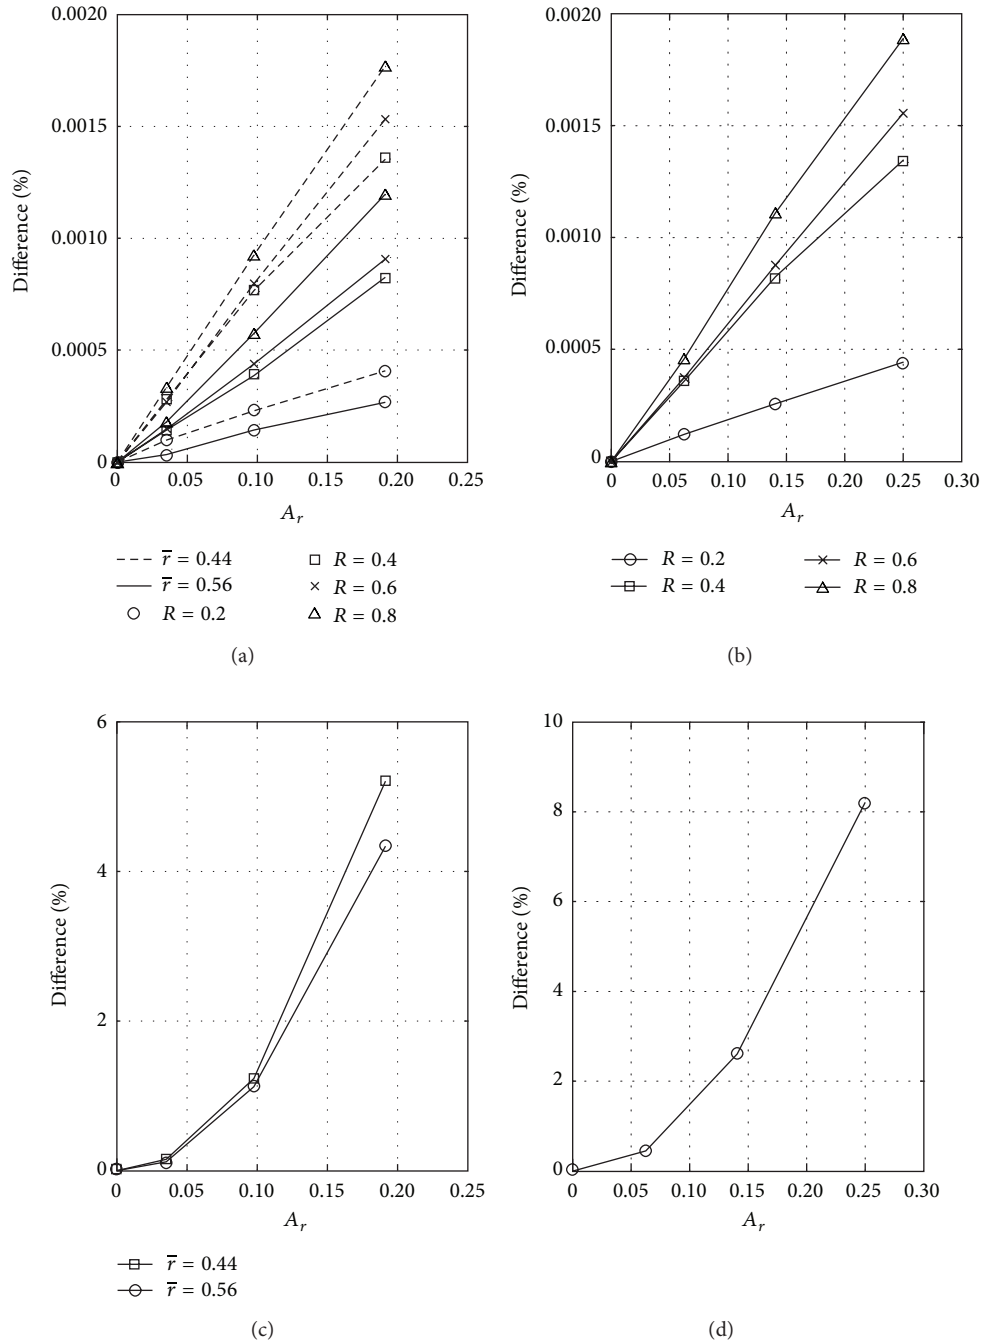 0.0020
0.0015
0.0010
0.0005
0
Difference (%)
0 0.05 0.10 0.15 0.20 0.25
A_r
r̅ = 0.44
r̅ = 0.56
R = 0.2
R = 0.4
R = 0.6
R = 0.8
(a)
0.0020
0.0015
0.0010
0.0005
0
Difference (%)
0 0.05 0.10 0.15 0.20 0.25 0.30
A_r
R = 0.2
R = 0.4
R = 0.6
R = 0.8
(b)
6
4
2
0
Difference (%)
0 0.05 0.10 0.15 0.20 0.25
A_r
r̅ = 0.44
r̅ = 0.56
(c)
10
8
6
4
2
0
Difference (%)
0 0.05 0.10 0.15 0.20 0.25 0.30
A_r
(d)